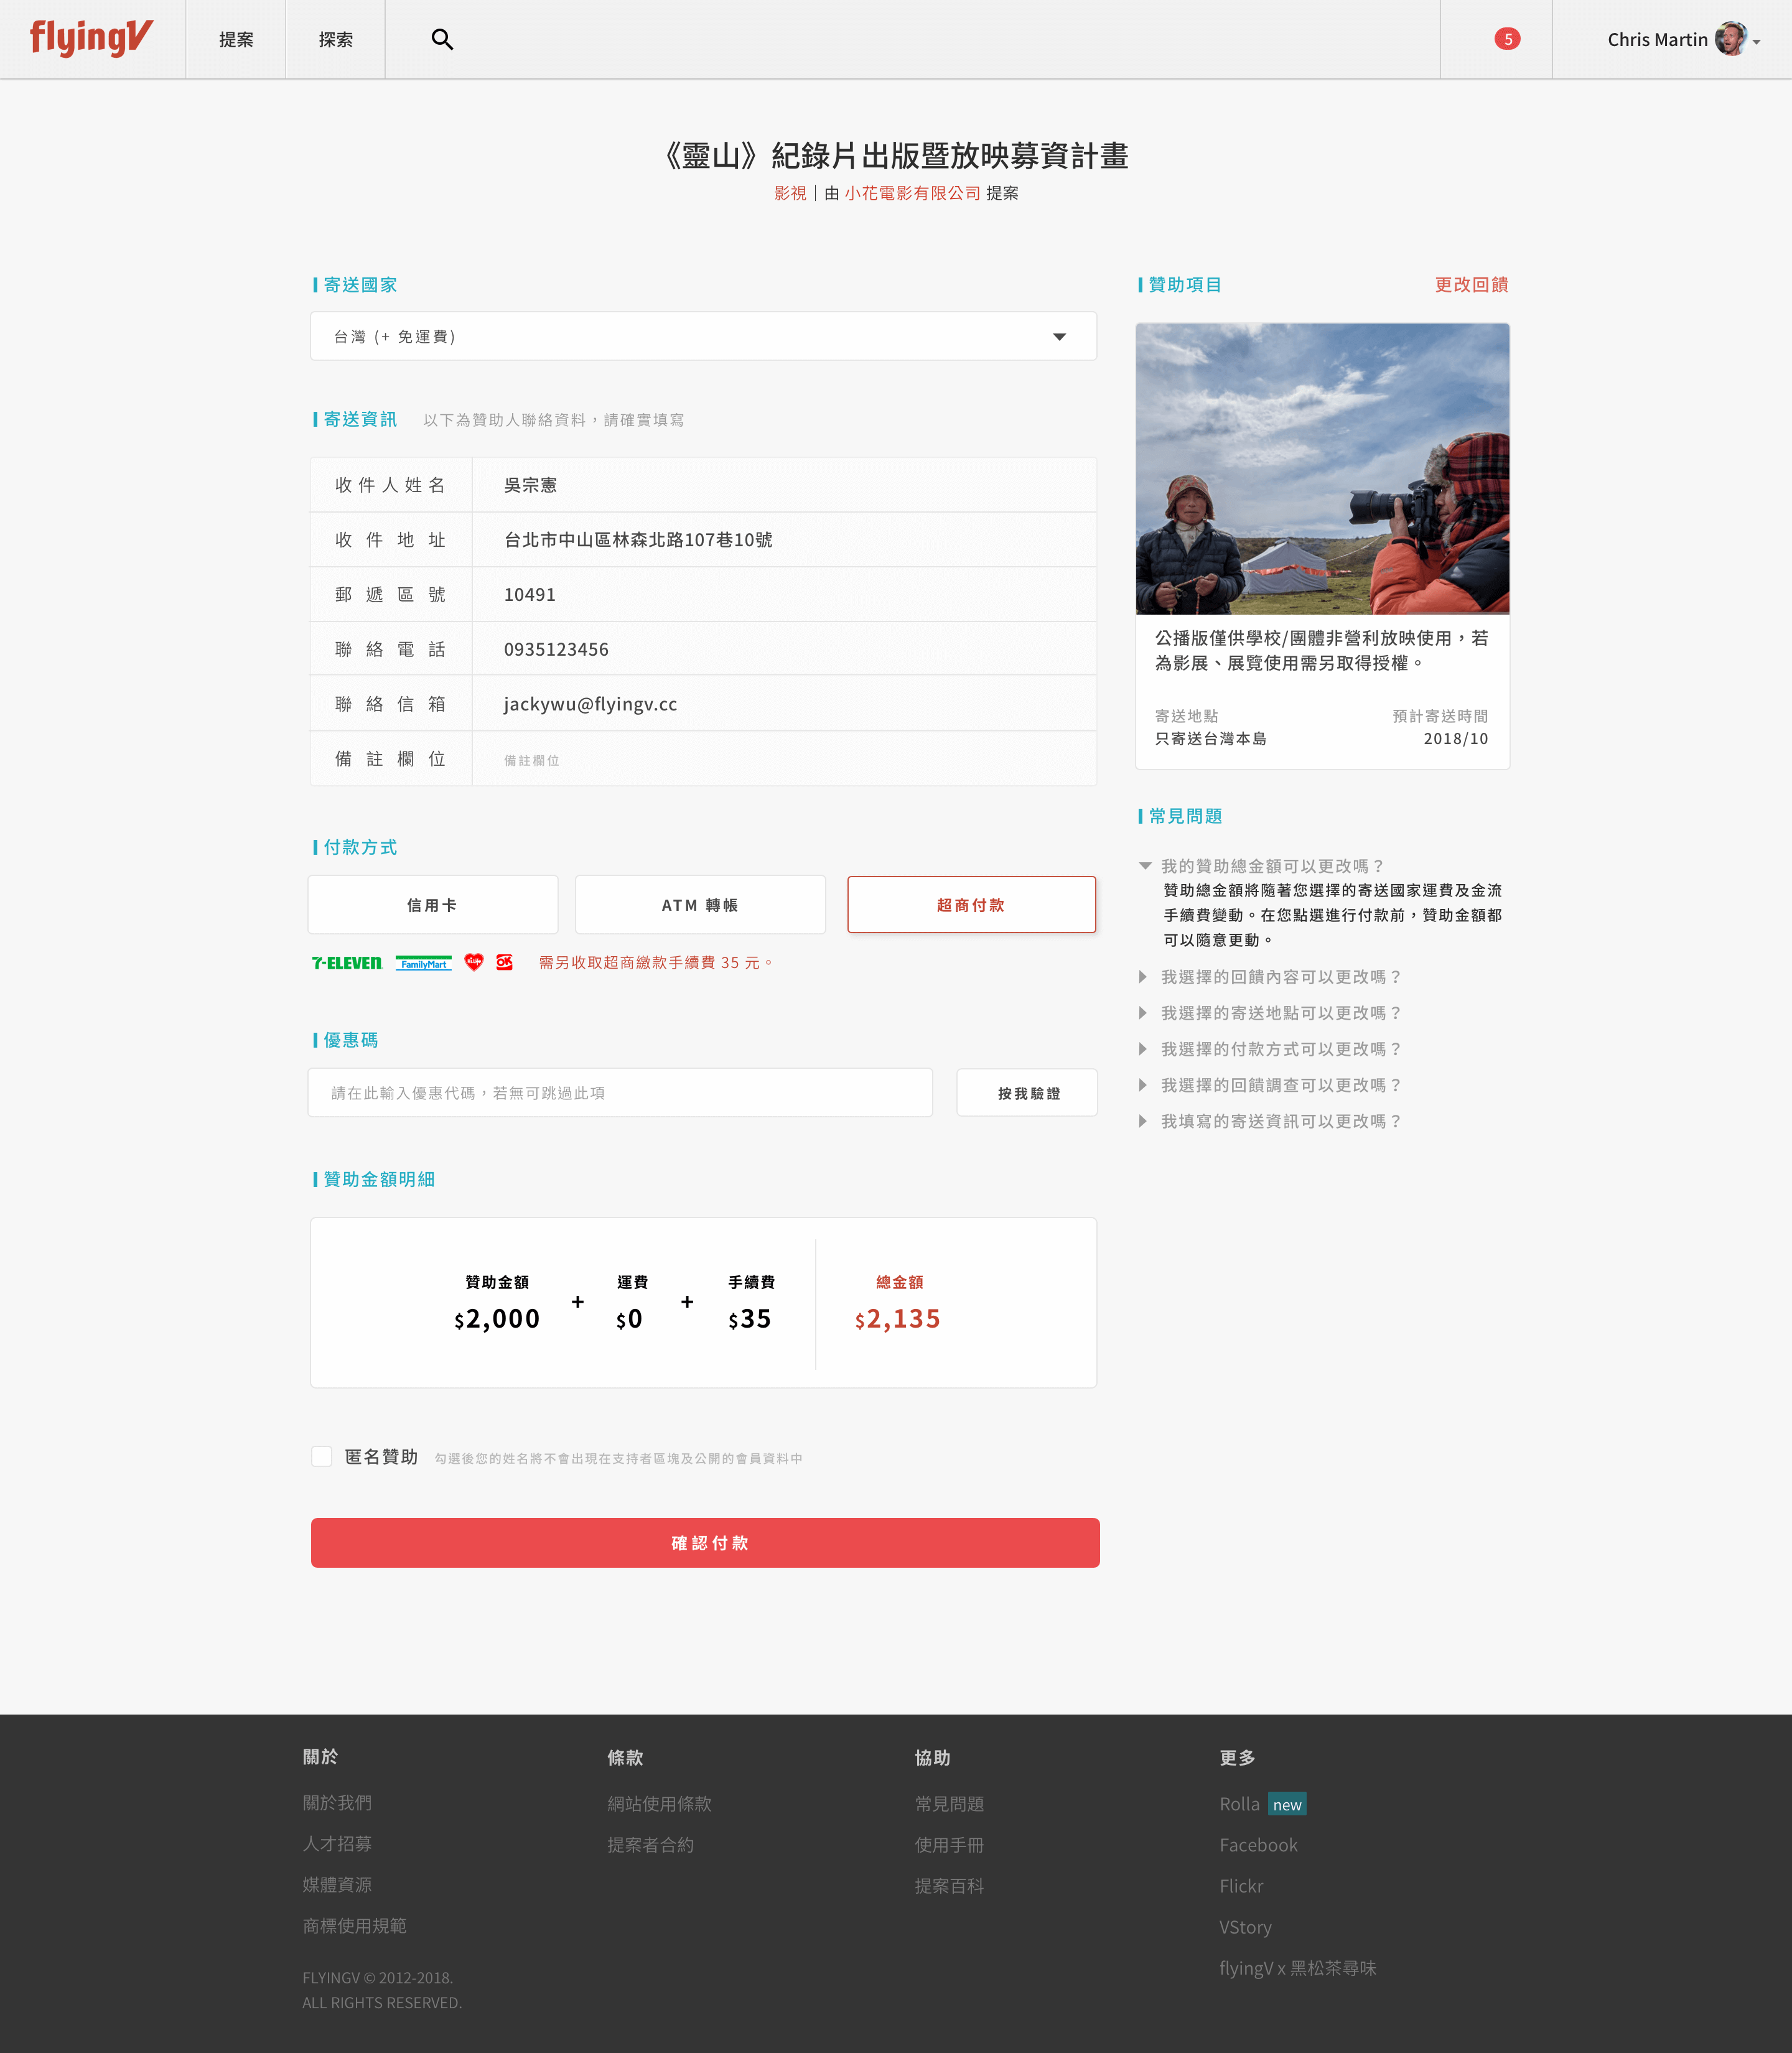 flyingV
提案
探索
5
Chris Martin
《靈山》紀錄片出版暨放映募資計畫
影視｜由 小花電影有限公司 提案
寄送國家
台灣 (+ 免運費)
寄送資訊 以下為贊助人聯絡資料，請確實填寫
收件人姓名 吳宗憲
收件地址 台北市中山區林森北路107巷10號
郵遞區號 10491
聯絡電話 0935123456
聯絡信箱 jackywu@flyingv.cc
備註欄位 備註欄位
付款方式
信用卡
ATM 轉帳
超商付款
7-ELEVEN FamilyMart Hi-Life OK 需另收取超商繳款手續費 35 元。
優惠碼
請在此輸入優惠代碼，若無可跳過此項
按我驗證
贊助金額明細
贊助金額 運費 手續費 總金額
$2,000 + $0 + $35 $2,135
匿名贊助 勾選後您的姓名將不會出現在支持者區塊及公開的會員資料中
確認付款
贊助項目 更改回饋
公播版僅供學校/團體非營利放映使用，若
為影展、展覽使用需另取得授權。
寄送地點 預計寄送時間
只寄送台灣本島 2018/10
常見問題
我的贊助總金額可以更改嗎？
贊助總金額將隨著您選擇的寄送國家運費及金流
手續費變動。在您點選進行付款前，贊助金額都
可以隨意更動。
我選擇的回饋內容可以更改嗎？
我選擇的寄送地點可以更改嗎？
我選擇的付款方式可以更改嗎？
我選擇的回饋調查可以更改嗎？
我填寫的寄送資訊可以更改嗎？
關於
關於我們
人才招募
媒體資源
商標使用規範
FLYINGV © 2012-2018.
ALL RIGHTS RESERVED.
條款
網站使用條款
提案者合約
協助
常見問題
使用手冊
提案百科
更多
Rolla new
Facebook
Flickr
VStory
flyingV x 黑松茶尋味